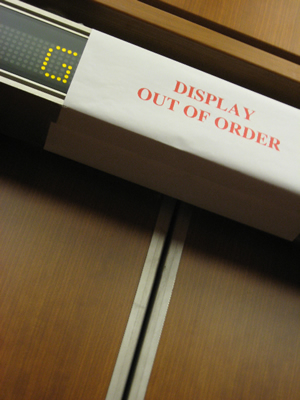 G
DISPLAY
OUT OF ORDER